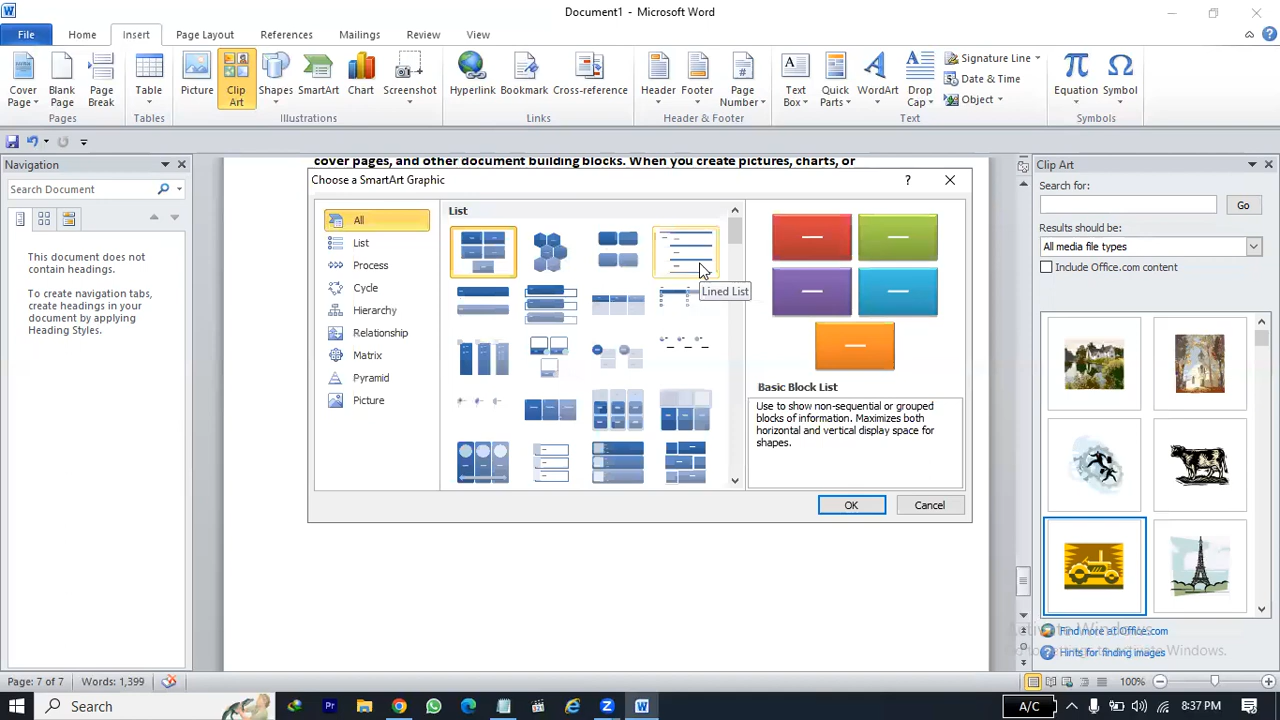 Document1 - Microsoft Word
File
Home
Insert
Page Layout
References
Mailings
Review
View
Cover Page
Blank Page
Page Break
Table
Picture
Clip Art
Shapes
SmartArt
Chart
Screenshot
Hyperlink
Bookmark
Cross-reference
Header
Footer
Page Number
Text Box
Quick Parts
WordArt
Drop Cap
Signature Line
Date & Time
Object
Equation
Symbol
Pages
Tables
Illustrations
Links
Header & Footer
Text
Symbols
Navigation
Search Document
This document does not contain headings.
To create navigation tabs, create headings in your document by applying Heading Styles.
cover pages, and other document building blocks. When you create pictures, charts, or
Choose a SmartArt Graphic
All
List
Process
Cycle
Hierarchy
Relationship
Matrix
Pyramid
Picture
List
Lined List
Basic Block List
Use to show non-sequential or grouped
blocks of information. Maximizes both
horizontal and vertical display space for
shapes.
OK
Cancel
Clip Art
Search for:
Go
Results should be:
All media file types
Include Office.com content
Find more at Office.com
Hints for finding images
Page: 7 of 7
Words: 1,399
100%
Search
A/C
8:37 PM